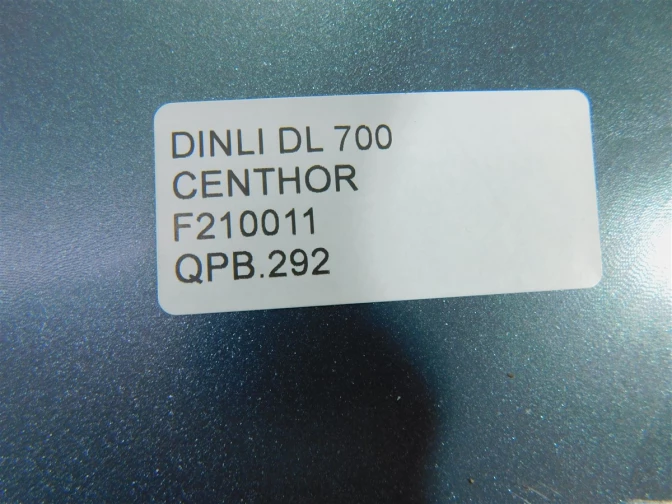 DINLI DL 700
CENTHOR
F210011
QPB.292